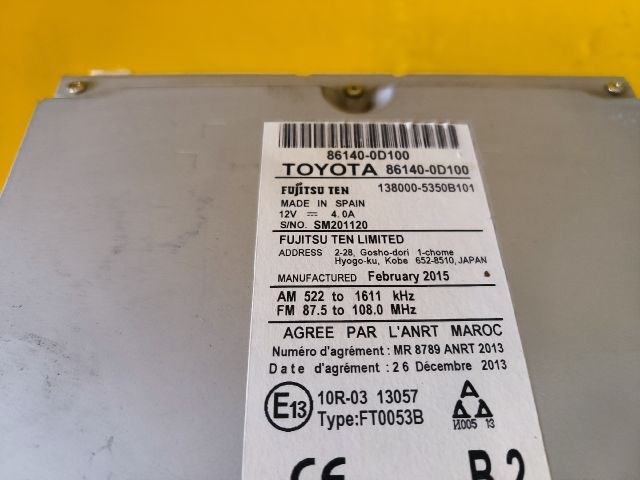 86140-0D100
TOYOTA 86140-0D100
FUJITSU TEN 138000-5350B101
MADE IN SPAIN
12V ⎓ 4.0A
S/NO. SM201120
FUJITSU TEN LIMITED
ADDRESS 2-28, Gosho-dori 1-chome
Hyogo-ku, Kobe 652-8510, JAPAN
MANUFACTURED February 2015
AM 522 to 1611 kHz
FM 87.5 to 108.0 MHz
AGREE PAR L'ANRT MAROC
Numéro d'agrément : MR 8789 ANRT 2013
Date d'agrément : 26 Décembre 2013
E13 10R-03 13057
Type:FT0053B
И005 13
CE B.2